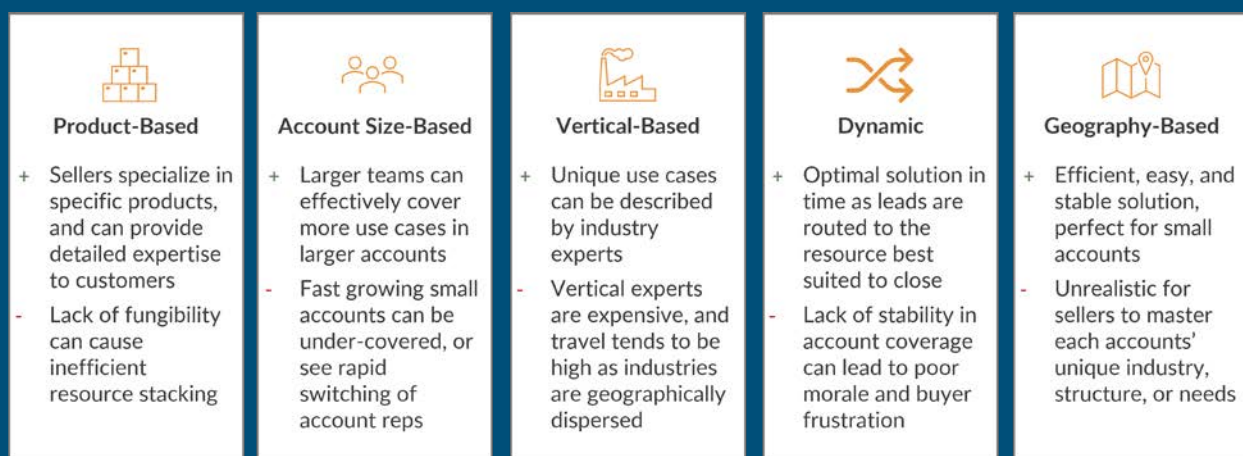 Product-Based
+ Sellers specialize in
specific products,
and can provide
detailed expertise
to customers
- Lack of fungibility
can cause
inefficient
resource stacking
Account Size-Based
+ Larger teams can
effectively cover
more use cases in
larger accounts
- Fast growing small
accounts can be
under-covered, or
see rapid
switching of
account reps
Vertical-Based
+ Unique use cases
can be described
by industry
experts
- Vertical experts
are expensive, and
travel tends to be
high as industries
are geographically
dispersed
Dynamic
+ Optimal solution in
time as leads are
routed to the
resource best
suited to close
- Lack of stability in
account coverage
can lead to poor
morale and buyer
frustration
Geography-Based
+ Efficient, easy, and
stable solution,
perfect for small
accounts
- Unrealistic for
sellers to master
each accounts'
unique industry,
structure, or needs